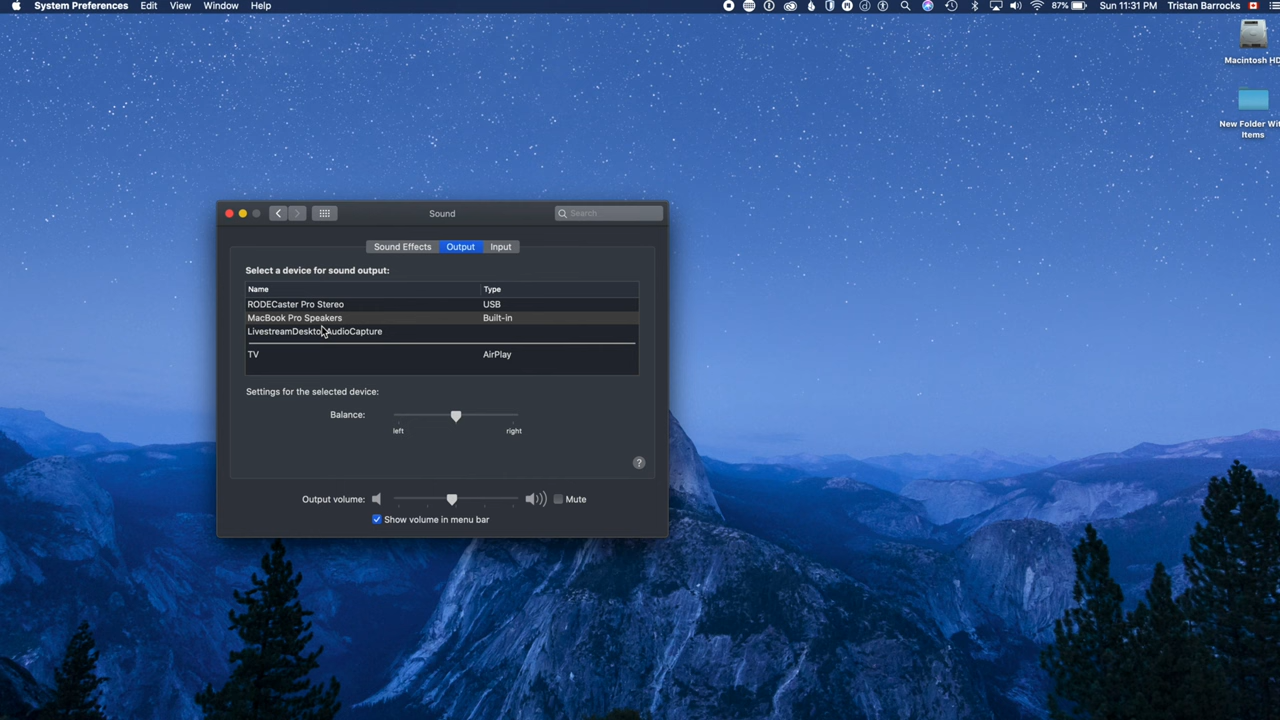 System Preferences Edit View Window Help 87% Sun 11:31 PM Tristan Barrocks
Macintosh HD
New Folder Wit
Items
Sound
Search
Sound Effects Output Input
Select a device for sound output:
Name Type
RODECaster Pro Stereo USB
MacBook Pro Speakers Built-in
LivestreamDesktopAudioCapture
TV AirPlay
Settings for the selected device:
Balance:
left right
?
Output volume: Mute
Show volume in menu bar